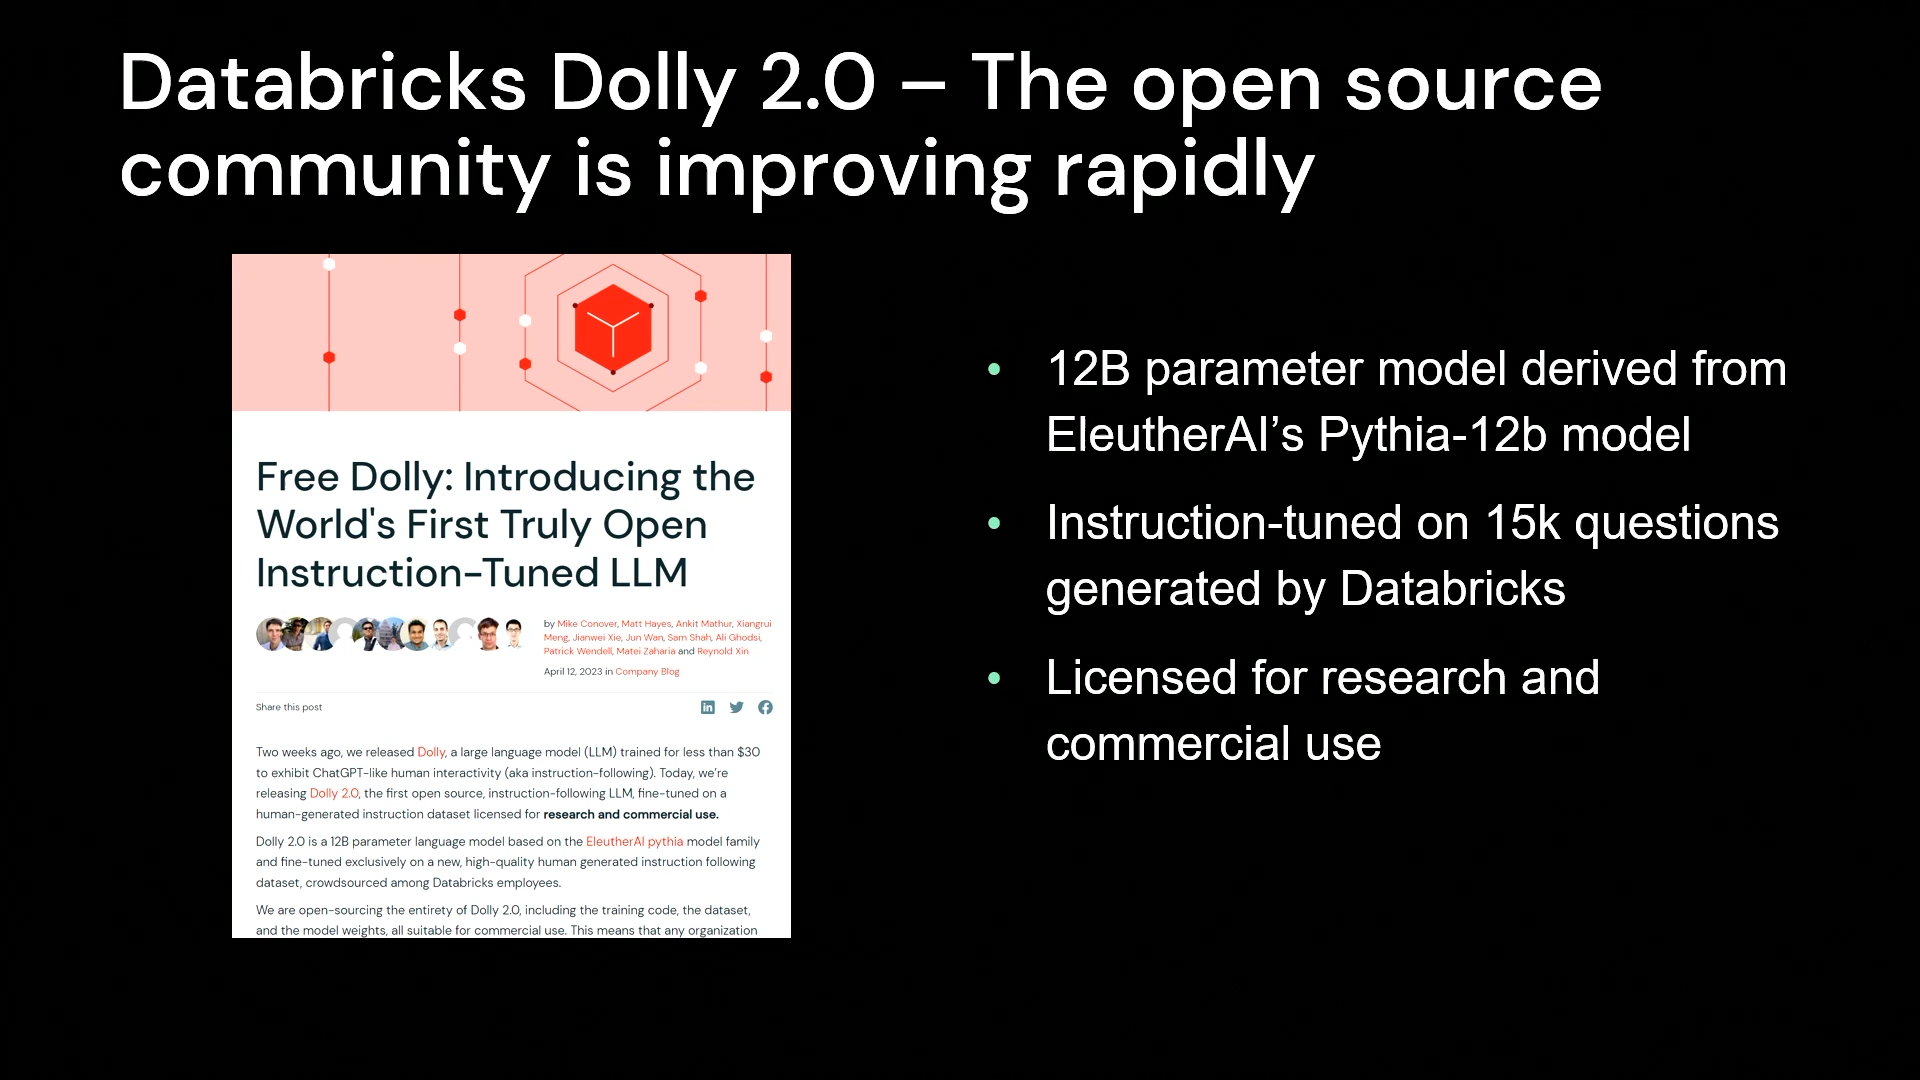 Databricks Dolly 2.0 – The open source
community is improving rapidly
Free Dolly: Introducing the
World's First Truly Open
Instruction-Tuned LLM
by Mike Conover, Matt Hayes, Ankit Mathur, Xiangrui
Meng, Jianwei Xie, Jun Wan, Sam Shah, Ali Ghodsi,
Patrick Wendell, Matei Zaharia and Reynold Xin
April 12, 2023 in Company Blog
Share this post
Two weeks ago, we released Dolly, a large language model (LLM) trained for less than $30
to exhibit ChatGPT-like human interactivity (aka instruction-following). Today, we're
releasing Dolly 2.0, the first open source, instruction-following LLM, fine-tuned on a
human-generated instruction dataset licensed for research and commercial use.
Dolly 2.0 is a 12B parameter language model based on the EleutherAI pythia model family
and fine-tuned exclusively on a new, high-quality human generated instruction following
dataset, crowdsourced among Databricks employees.
We are open-sourcing the entirety of Dolly 2.0, including the training code, the dataset,
and the model weights, all suitable for commercial use. This means that any organization
• 12B parameter model derived from
EleutherAI’s Pythia-12b model
• Instruction-tuned on 15k questions
generated by Databricks
• Licensed for research and
commercial use